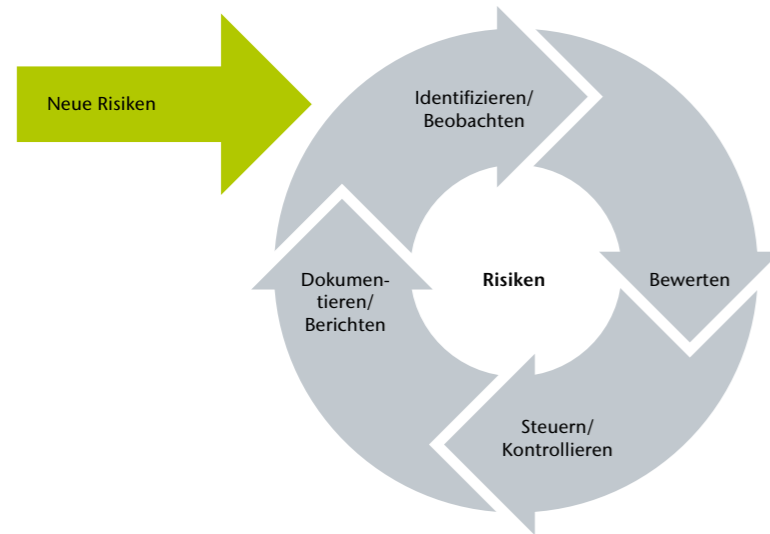 Neue Risiken
Identifizieren/
Beobachten
Risiken
Bewerten
Steuern/
Kontrollieren
Dokumen-
tieren/
Berichten